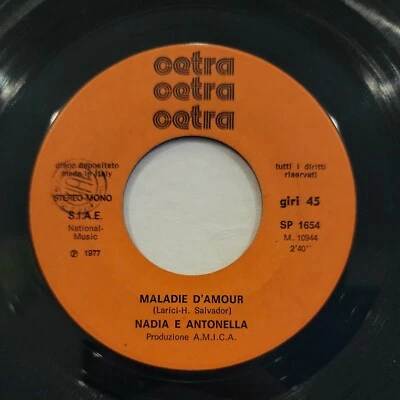 cetra
cetra
cetra
disco depositato
made in Italy
tutti i diritti
riservati
STEREO-MONO
S.I.A.E.
National-
Music
℗ 1977
giri 45
SP 1654
M. 10944
2'40''
MALADIE D'AMOUR
(Larici-H. Salvador)
NADIA E ANTONELLA
Produzione A.M.I.C.A.